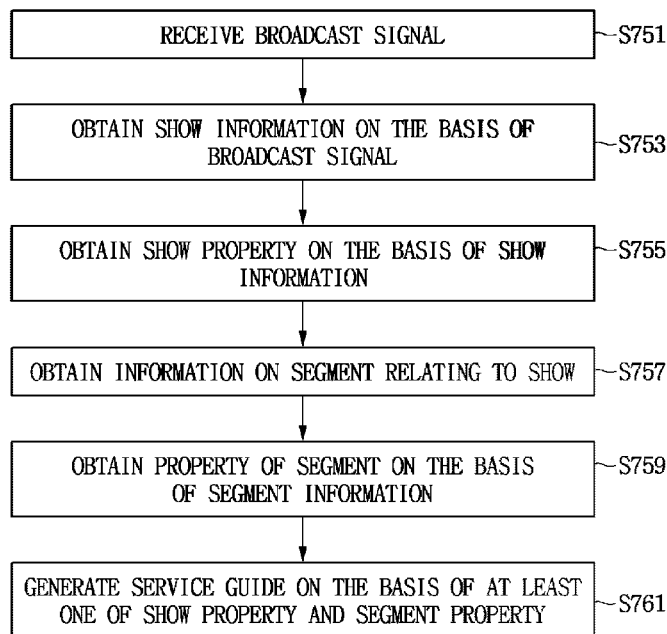 RECEIVE BROADCAST SIGNAL
S751
OBTAIN SHOW INFORMATION ON THE BASIS OF
BROADCAST SIGNAL
S753
OBTAIN SHOW PROPERTY ON THE BASIS OF SHOW
INFORMATION
S755
OBTAIN INFORMATION ON SEGMENT RELATING TO SHOW
S757
OBTAIN PROPERTY OF SEGMENT ON THE BASIS
OF SEGMENT INFORMATION
S759
GENERATE SERVICE GUIDE ON THE BASIS OF AT LEAST
ONE OF SHOW PROPERTY AND SEGMENT PROPERTY
S761